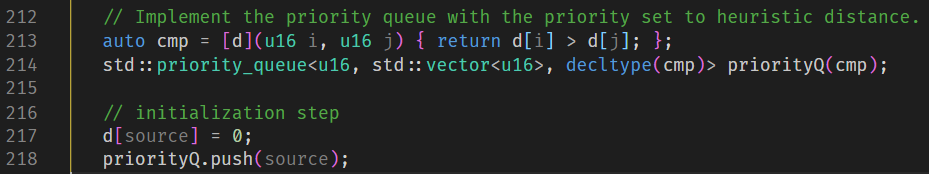 212 // Implement the priority queue with the priority set to heuristic distance.
213 auto cmp = [d](u16 i, u16 j) { return d[i] > d[j]; };
214 std::priority_queue<u16, std::vector<u16>, decltype(cmp)> priorityQ(cmp);
215
216 // initialization step
217 d[source] = 0;
218 priorityQ.push(source);